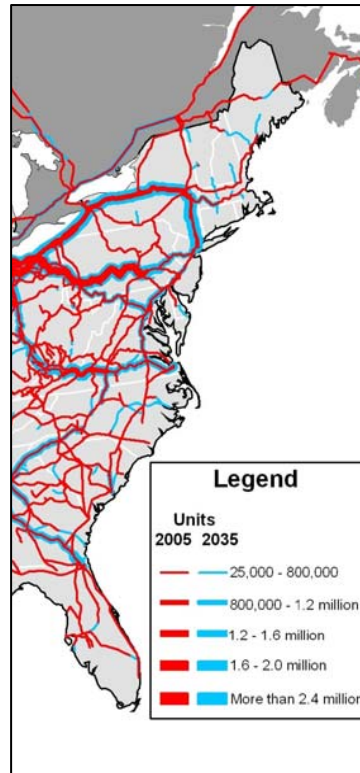 Legend
Units
2005 2035
25,000 - 800,000
800,000 - 1.2 million
1.2 - 1.6 million
1.6 - 2.0 million
More than 2.4 million